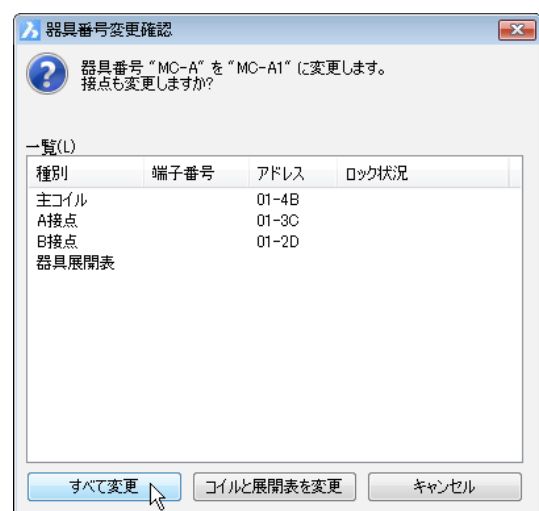 器具番号変更確認
器具番号 "MC-A" を "MC-A1" に変更します。
接点も変更しますか?
一覧(L)
種別 端子番号 アドレス ロック状況
主コイル 01-4B
A接点 01-3C
B接点 01-2D
器具展開表
すべて変更 コイルと展開表を変更 キャンセル